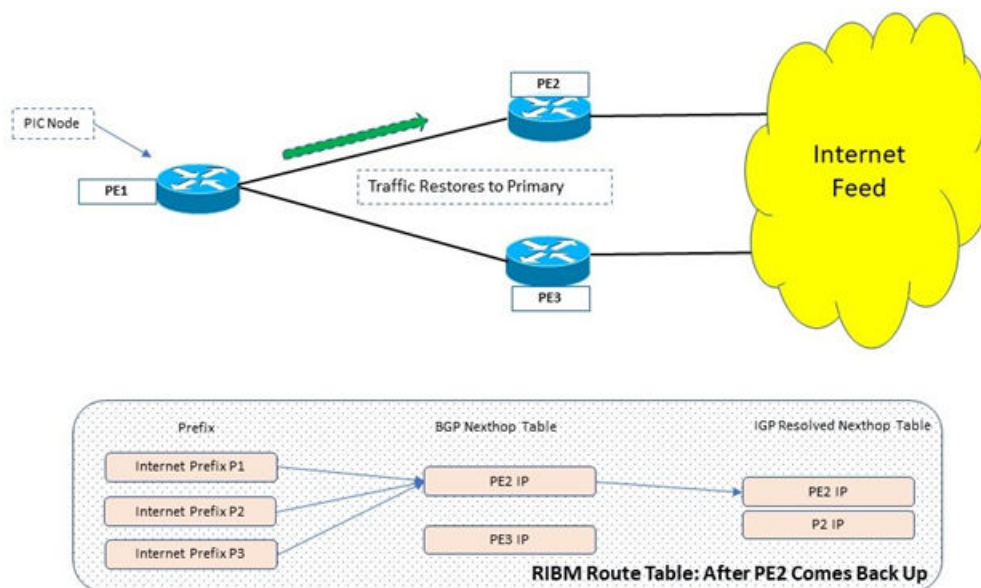 PE2
PIC Node
PE1
Traffic Restores to Primary
Internet
Feed
PE3
Prefix
BGP Nexthop Table
IGP Resolved Nexthop Table
Internet Prefix P1
PE2 IP
PE2 IP
Internet Prefix P2
P2 IP
Internet Prefix P3
PE3 IP
RIBM Route Table: After PE2 Comes Back Up